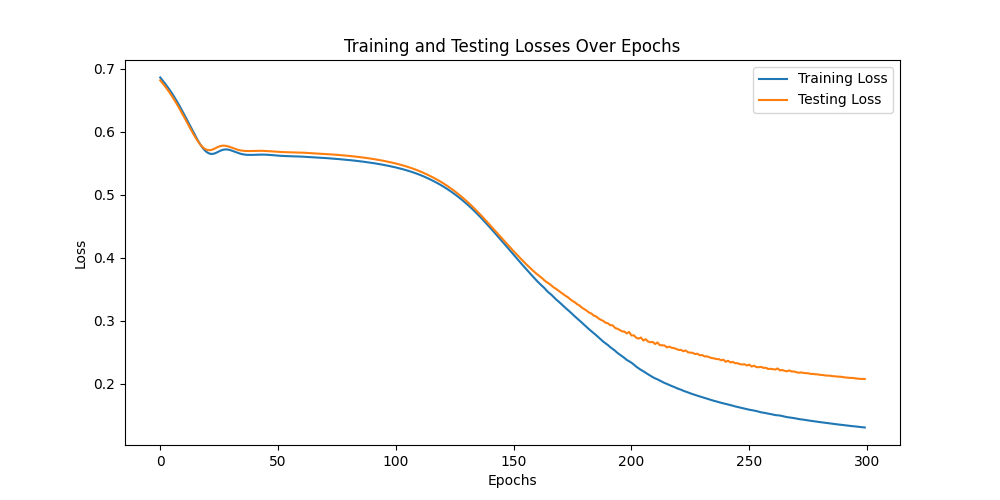 Training and Testing Losses Over Epochs
Training Loss
Testing Loss
Loss
0.7
0.6
0.5
0.4
0.3
0.2
0 50 100 150 200 250 300
Epochs